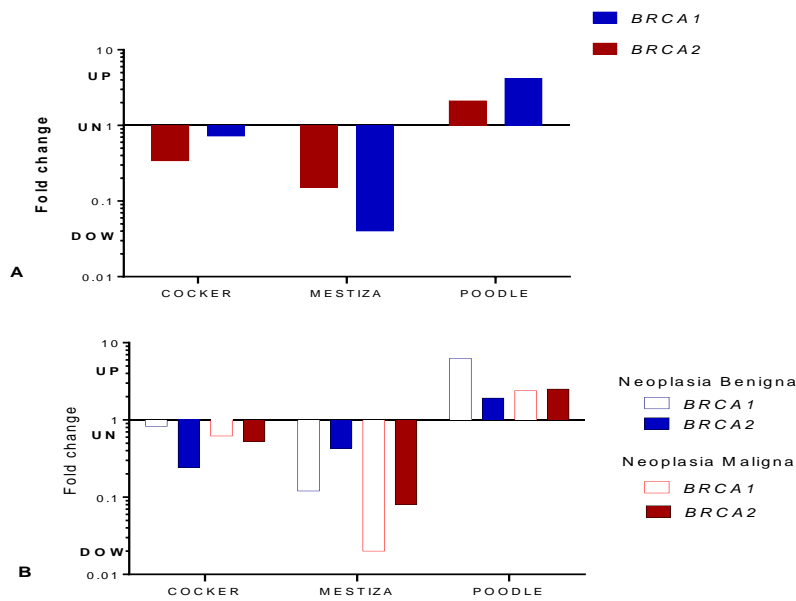 BRCA1
BRCA2
10
UP
UN 1
0.1
DOW
0.01
Fold change
A
COCKER MESTIZA POODLE
10
UP
1
UN
0.1
DOW
0.01
Fold change
B
COCKER MESTIZA POODLE
Neoplasia Benigna
BRCA1
BRCA2
Neoplasia Maligna
BRCA1
BRCA2